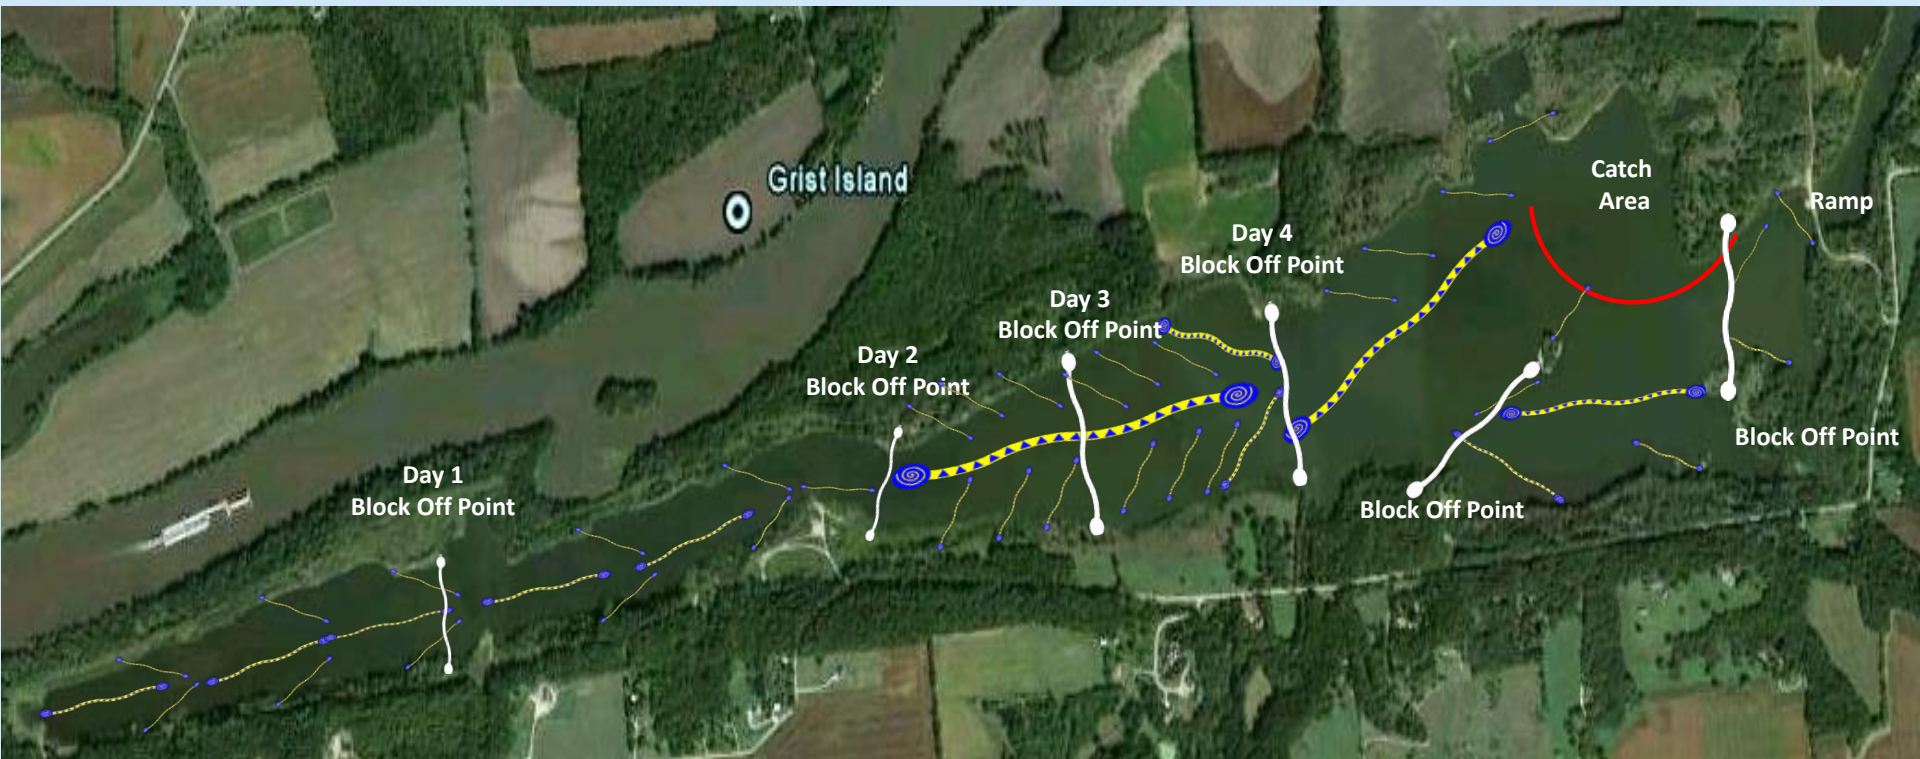 Grist Island
Catch
Area
Ramp
Day 4
Block Off Point
Day 3
Block Off Point
Day 2
Block Off Point
Block Off Point
Day 1
Block Off Point
Block Off Point